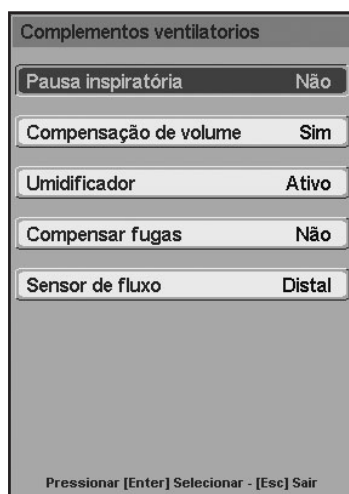 Complementos ventilatorios
Pausa inspiratória Não
Compensação de volume Sim
Umidificador Ativo
Compensar fugas Não
Sensor de fluxo Distal
Pressionar [Enter] Selecionar - [Esc] Sair